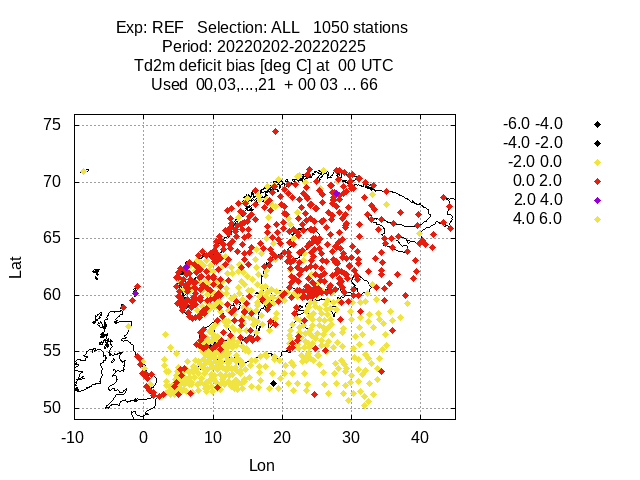 Exp: REF   Selection: ALL   1050 stations
Period: 20220202-20220225
Td2m deficit bias [deg C] at  00 UTC
Used  00,03,...,21  + 00 03 ... 66
-6.0 -4.0
-4.0 -2.0
-2.0 0.0
0.0 2.0
2.0 4.0
4.0 6.0
Lat
75
70
65
60
55
50
-10 0 10 20 30 40
Lon